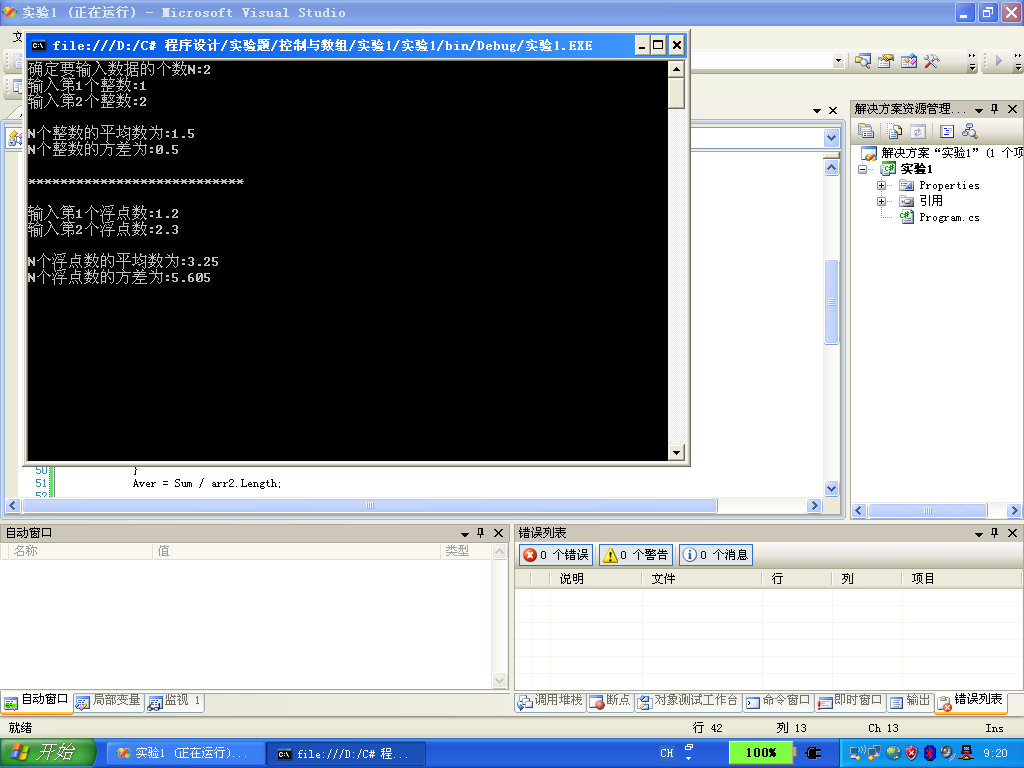 实验1 (正在运行) - Microsoft Visual Studio
file:///D:/C# 程序设计/实验题/控制与数组/实验1/实验1/bin/Debug/实验1.EXE
确定要输入数据的个数N:2
输入第1个整数:1
输入第2个整数:2
N个整数的平均数为:1.5
N个整数的方差为:0.5
***************************
输入第1个浮点数:1.2
输入第2个浮点数:2.3
N个浮点数的平均数为:3.25
N个浮点数的方差为:5.605
50 }
51 Aver = Sum / arr2.Length;
52
解决方案资源管理...
解决方案“实验1”(1 个项
实验1
Properties
引用
Program.cs
自动窗口
名称 值 类型
错误列表
0 个错误 0 个警告 0 个消息
说明 文件 行 列 项目
自动窗口 局部变量 监视 1
调用堆栈 断点 对象测试工作台 命令窗口 即时窗口 输出 错误列表
就绪 行 42 列 13 Ch 13 Ins
开始 实验1 (正在运行)... file:///D:/C# 程... CH 100% 9:20